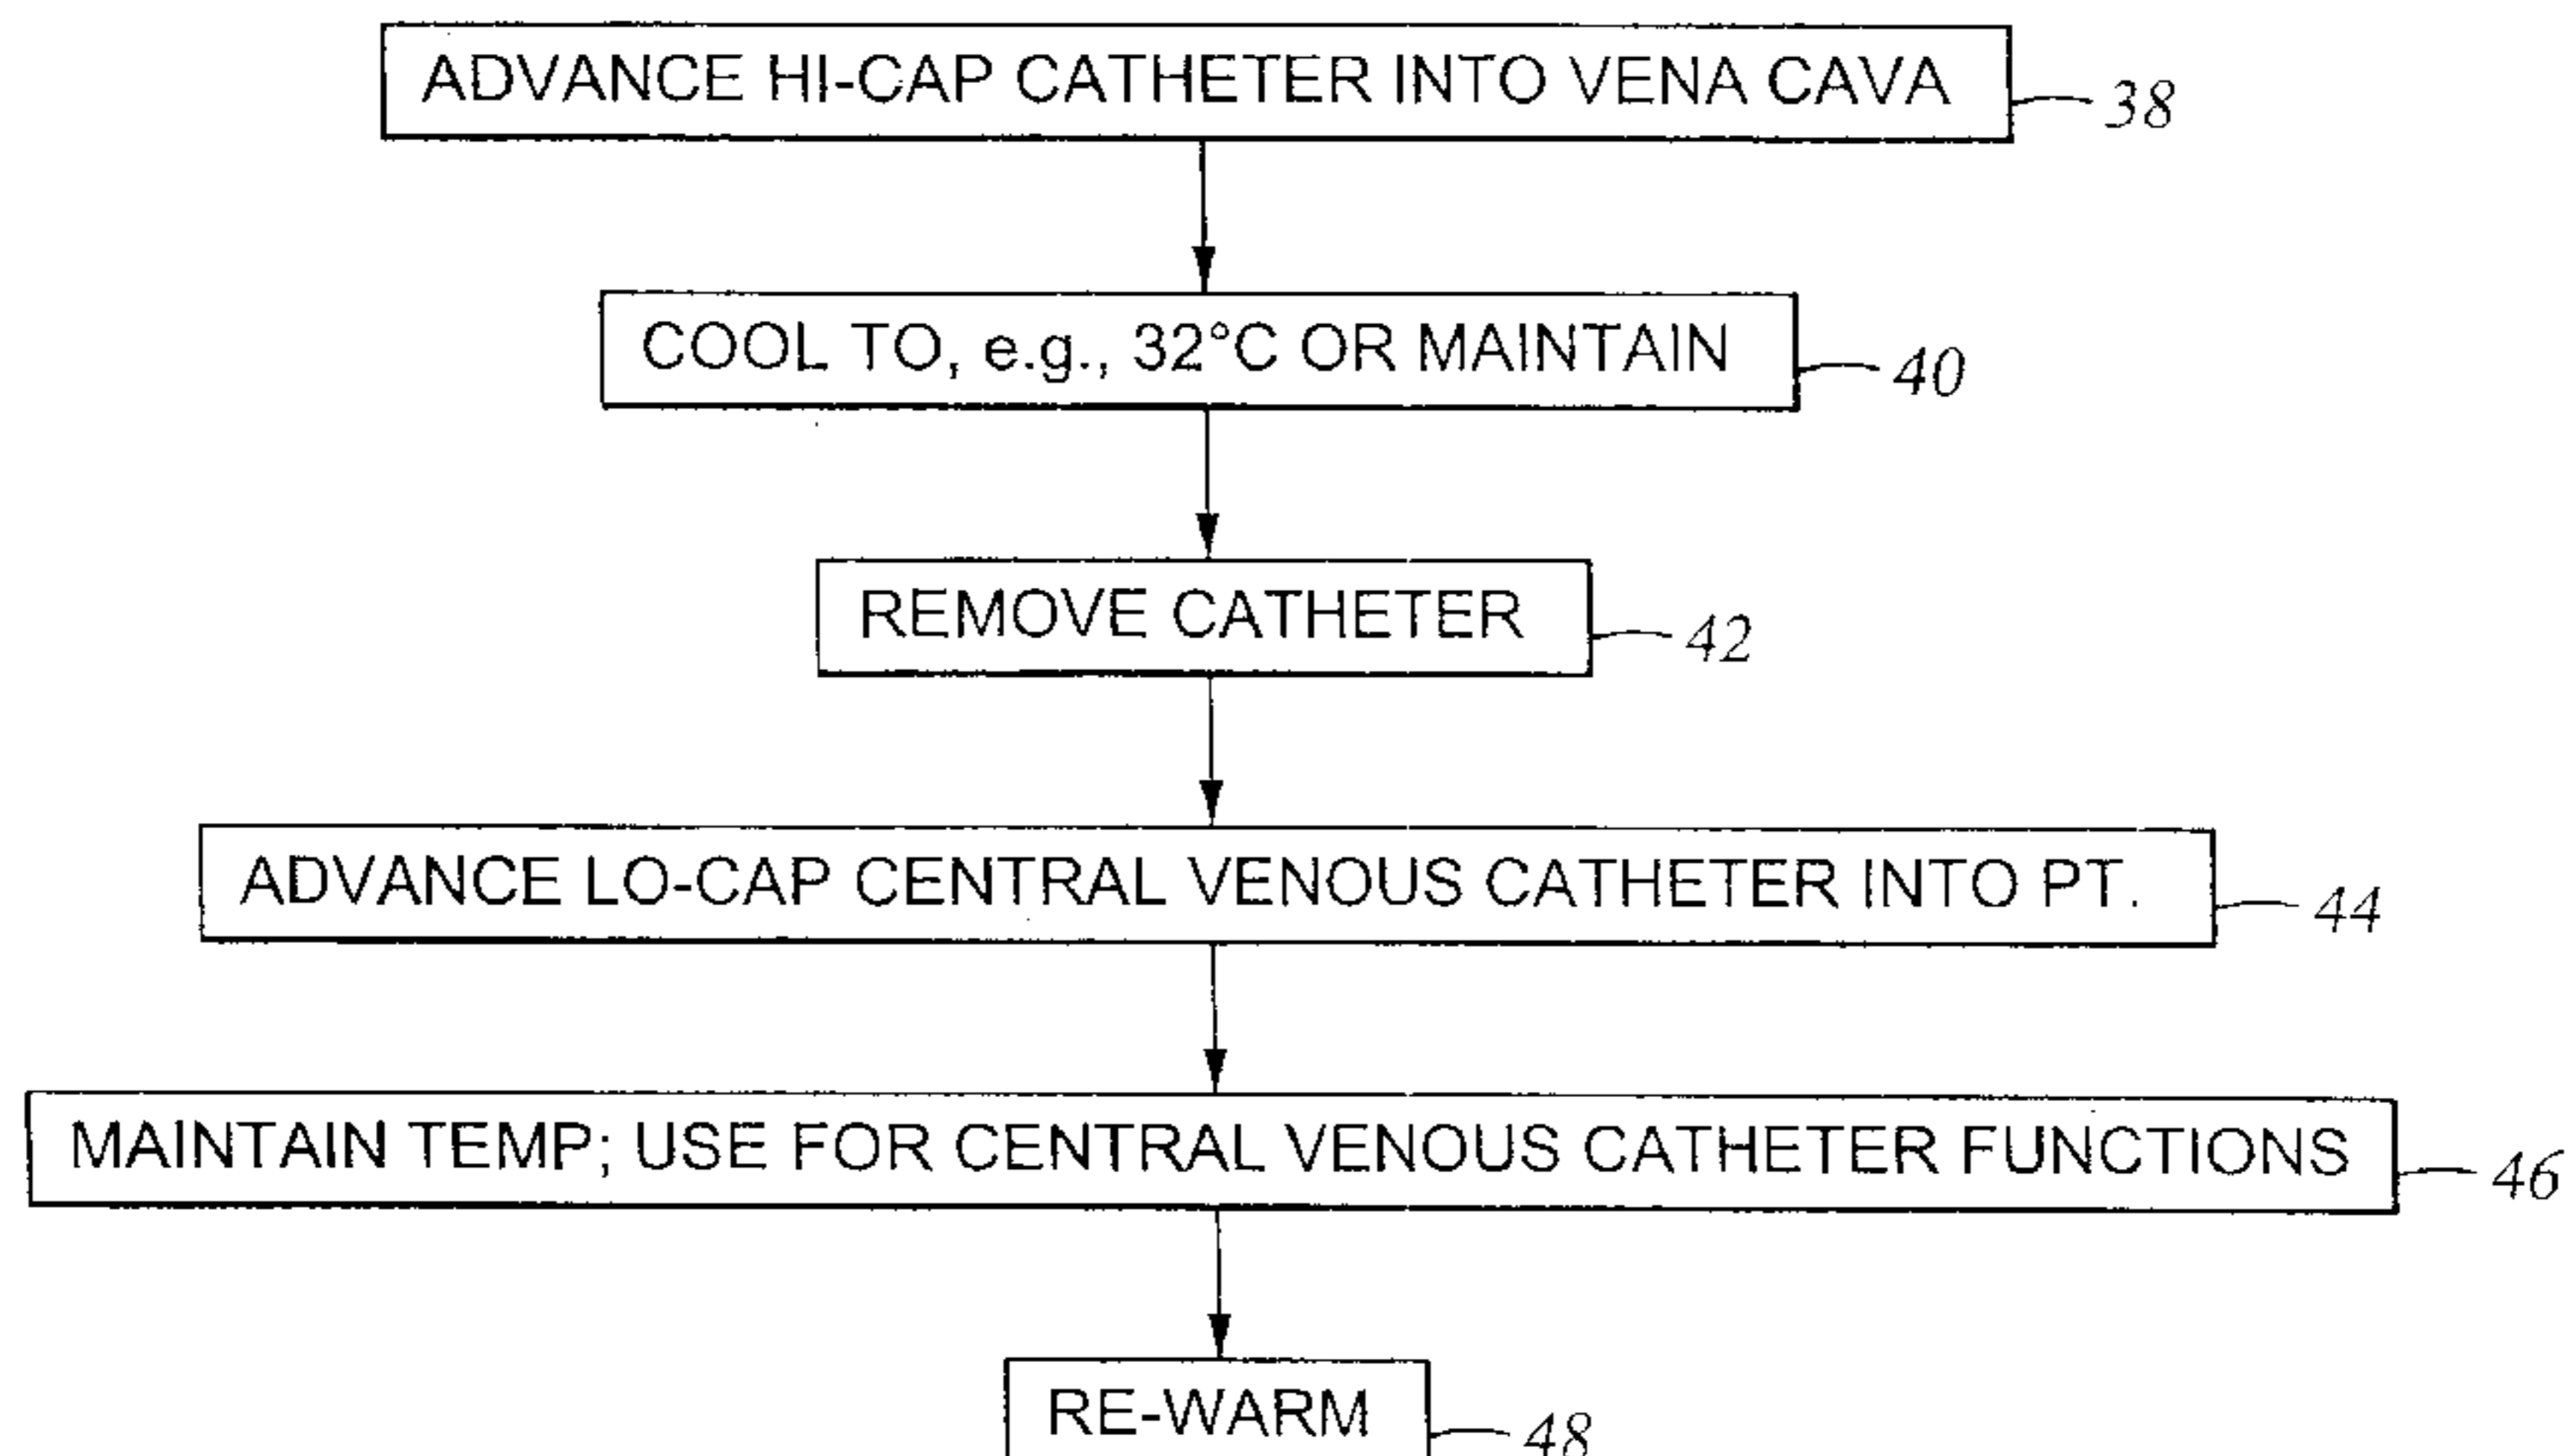 ADVANCE HI-CAP CATHETER INTO VENA CAVA 38
COOL TO, e.g., 32°C OR MAINTAIN 40
REMOVE CATHETER 42
ADVANCE LO-CAP CENTRAL VENOUS CATHETER INTO PT. 44
MAINTAIN TEMP; USE FOR CENTRAL VENOUS CATHETER FUNCTIONS 46
RE-WARM 48